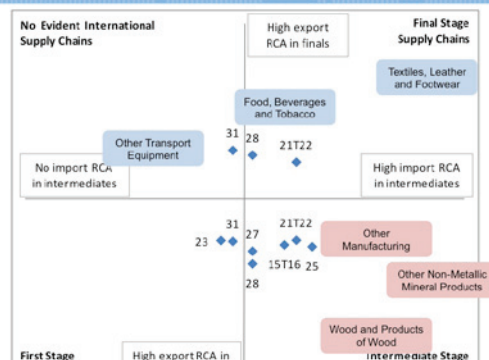 No Evident International
Supply Chains
High export
RCA in finals
Final Stage
Supply Chains
Textiles, Leather
and Footwear
Food, Beverages
and Tobacco
Other Transport
Equipment
31
28
21T22
No import RCA
in intermediates
High import RCA
in intermediates
31
23
27
21T22
15T16
25
28
Other
Manufacturing
Other Non-Metallic
Mineral Products
Wood and Products
of Wood
First Stage
High export RCA in
Intermediate Stage